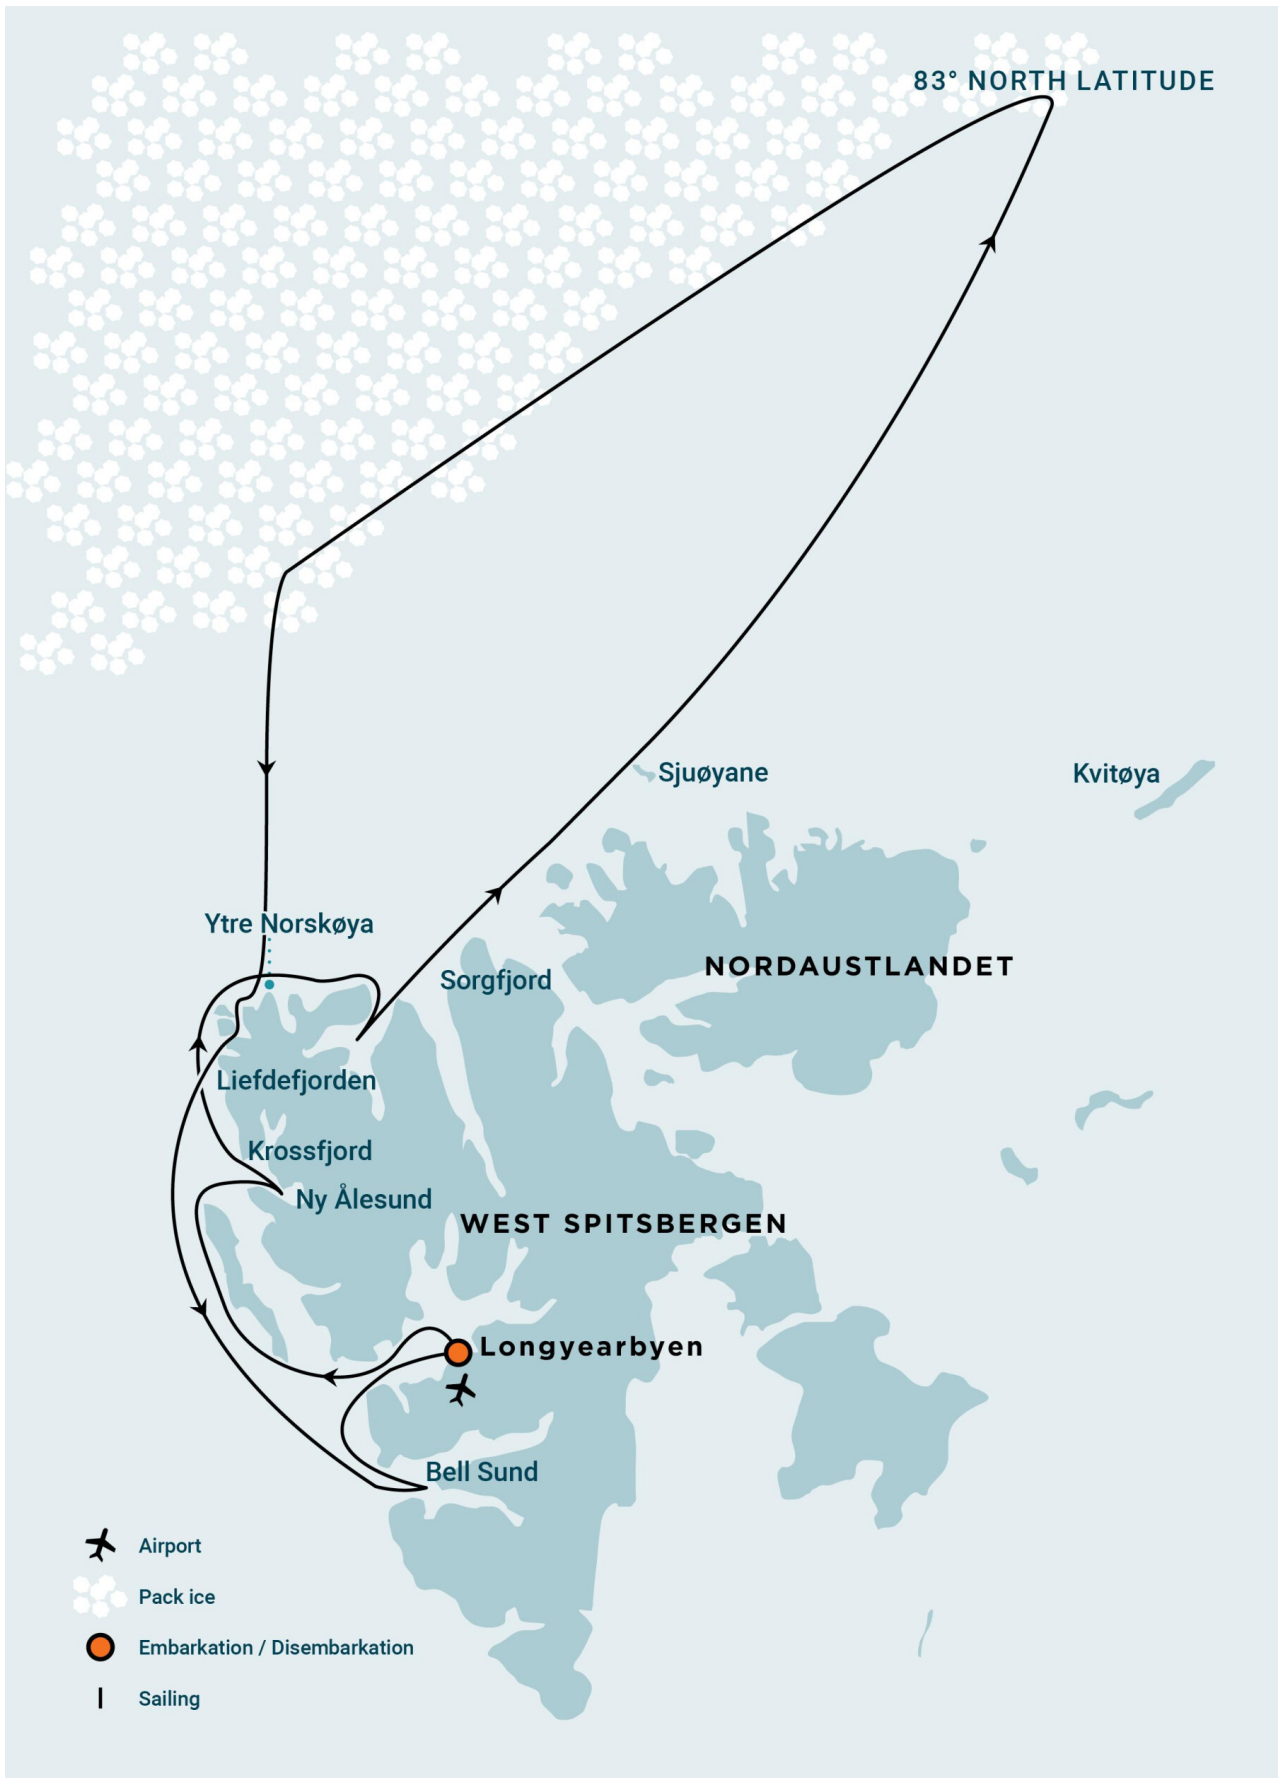 83° NORTH LATITUDE
Sjuøyane
Kvitøya
Ytre Norskøya
NORDAUSTLANDET
Sorgfjord
Liefdefjorden
Krossfjord
Ny Ålesund
WEST SPITSBERGEN
Longyearbyen
Bell Sund
Airport
Pack ice
Embarkation / Disembarkation
Sailing